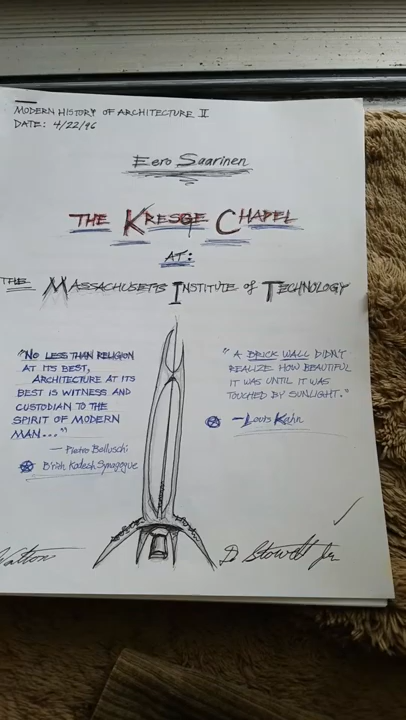 MODERN HISTORY OF ARCHITECTURE II
DATE: 4/22/96
Eero Saarinen
THE KRESGE CHAPEL
AT:
THE MASSACHUSETTS INSTITUTE of TECHNOLOGY
"NO LESS THAN RELIGION
AT ITS BEST,
ARCHITECTURE AT ITS
BEST IS WITNESS AND
CUSTODIAN TO THE
SPIRIT OF MODERN
MAN..."
— Pietro Belluschi
B'rith Kodesh Synagogue
"A BRICK WALL DIDN'T
REALIZE HOW BEAUTIFUL
IT WAS UNTIL IT WAS
TOUCHED BY SUNLIGHT."
— Louis Kahn